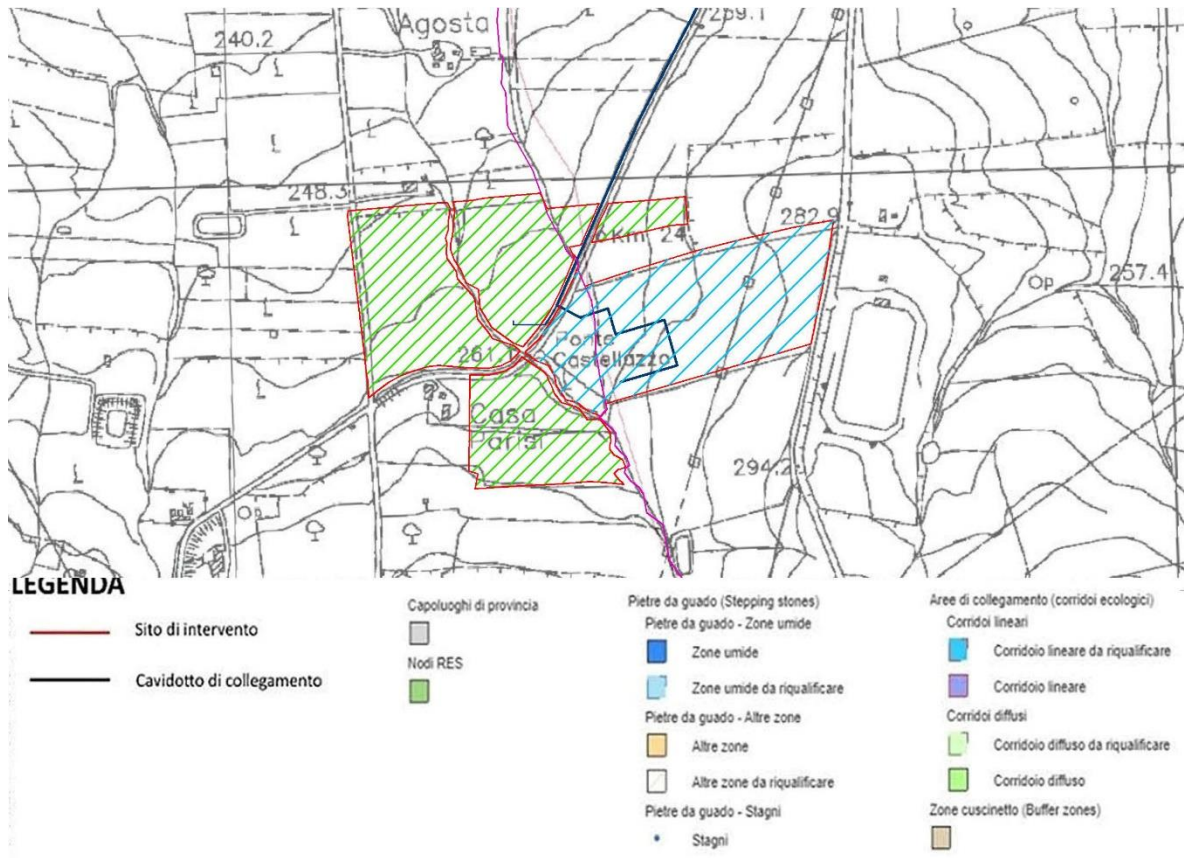 Agosta
259.1
240.2
248.3
282.9
Km 24
257.4
Op
Ponte
261.1
Castellazzo
Casa
Parisi
294.2
Op
LEGENDA
Sito di intervento
Cavidotto di collegamento
Capoluoghi di provincia
Nodi RES
Pietre da guado (Stepping stones)
Pietre da guado - Zone umide
Zone umide
Zone umide da riqualificare
Pietre da guado - Altre zone
Altre zone
Altre zone da riqualificare
Pietre da guado - Stagni
Stagni
Aree di collegamento (corridoi ecologici)
Corridoi lineari
Corridoio lineare da riqualificare
Corridoio lineare
Corridoi diffusi
Corridoio diffuso da riqualificare
Corridoio diffuso
Zone cuscinetto (Buffer zones)